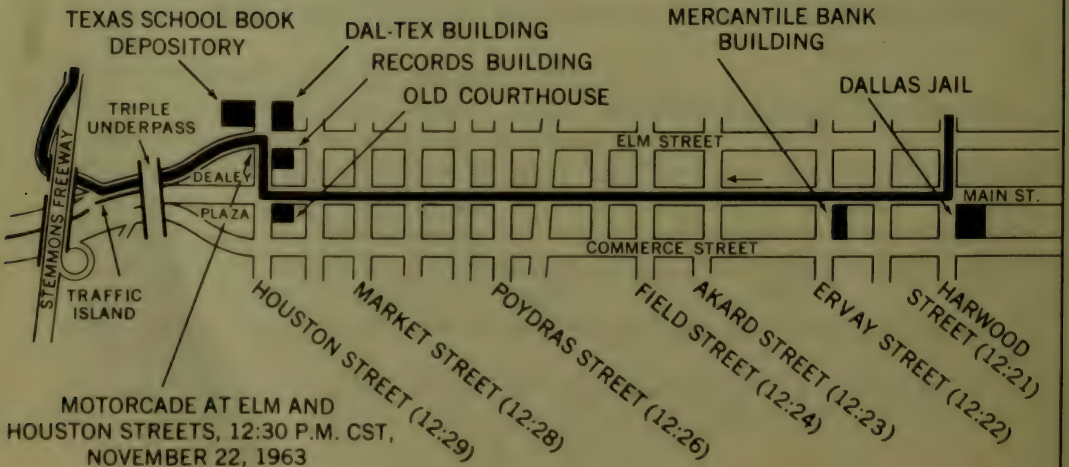 TEXAS SCHOOL BOOK
DEPOSITORY
DAL-TEX BUILDING
RECORDS BUILDING
OLD COURTHOUSE
MERCANTILE BANK
BUILDING
DALLAS JAIL
TRIPLE
UNDERPASS
ELM STREET
DEALEY
PLAZA
MAIN ST.
COMMERCE STREET
STEMMONS FREEWAY
TRAFFIC
ISLAND
HOUSTON STREET (12:29)
MARKET STREET (12:28)
POYDRAS STREET (12:26)
FIELD STREET (12:24)
AKARD STREET (12:23)
ERVAY STREET (12:22)
HARWOOD
STREET (12:21)
MOTORCADE AT ELM AND
HOUSTON STREETS, 12:30 P.M. CST,
NOVEMBER 22, 1963